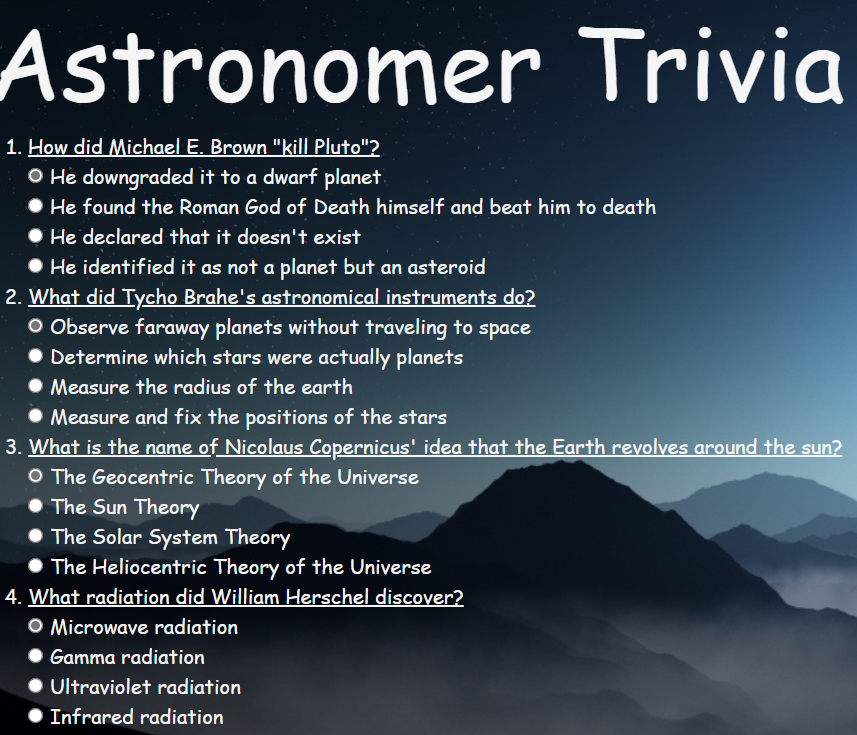 Astronomer Trivia
1. How did Michael E. Brown "kill Pluto"?
He downgraded it to a dwarf planet
He found the Roman God of Death himself and beat him to death
He declared that it doesn't exist
He identified it as not a planet but an asteroid
2. What did Tycho Brahe's astronomical instruments do?
Observe faraway planets without traveling to space
Determine which stars were actually planets
Measure the radius of the earth
Measure and fix the positions of the stars
3. What is the name of Nicolaus Copernicus' idea that the Earth revolves around the sun?
The Geocentric Theory of the Universe
The Sun Theory
The Solar System Theory
The Heliocentric Theory of the Universe
4. What radiation did William Herschel discover?
Microwave radiation
Gamma radiation
Ultraviolet radiation
Infrared radiation